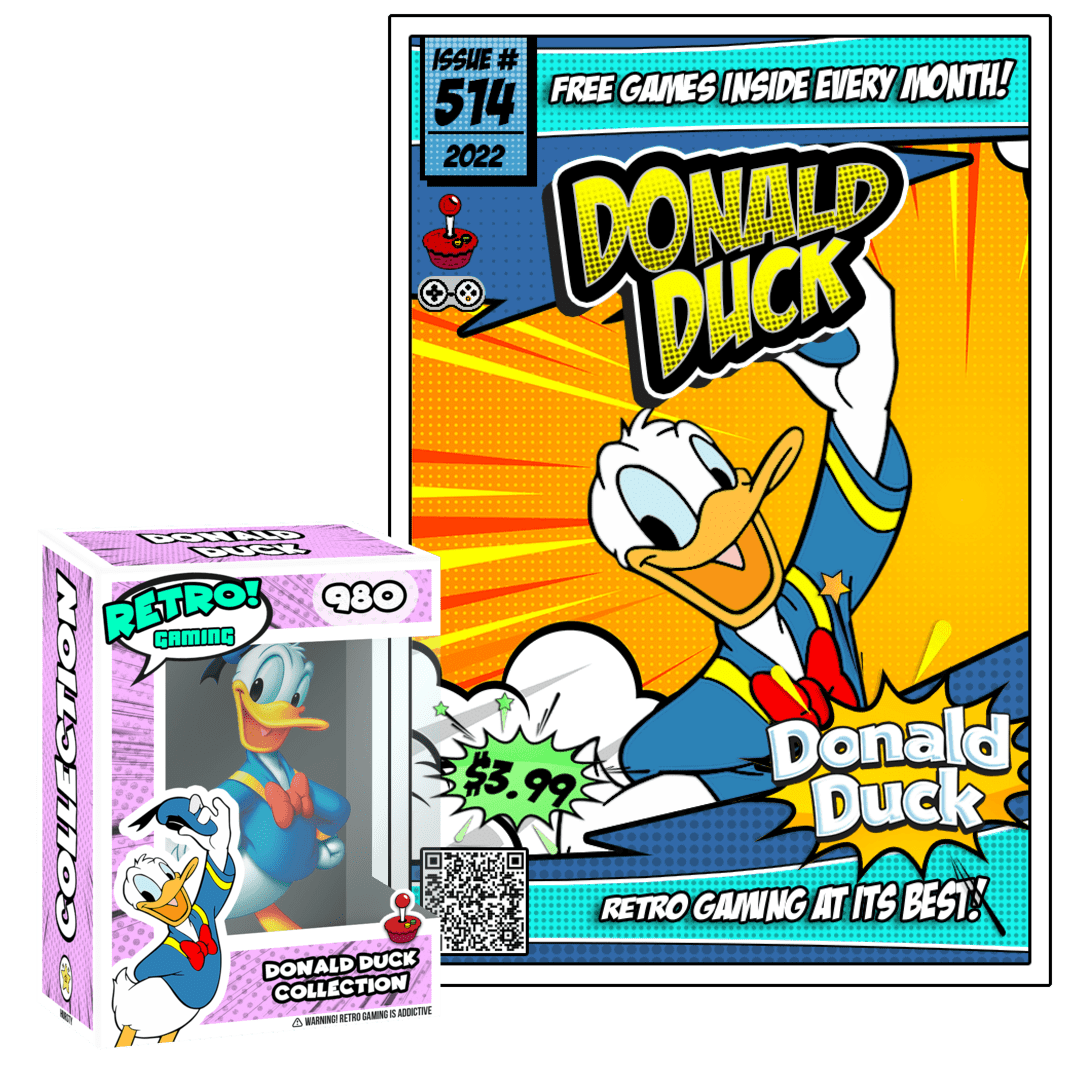 ISSUE #
514
2022
FREE GAMES INSIDE EVERY MONTH!
DONALD
DUCK
$3.99
Donald
Duck
RETRO GAMING AT ITS BEST!
DONALD
DUCK
RETRO!
GAMING
980
COLLECTION
DONALD DUCK
COLLECTION
WARNING! RETRO GAMING IS ADDICTIVE